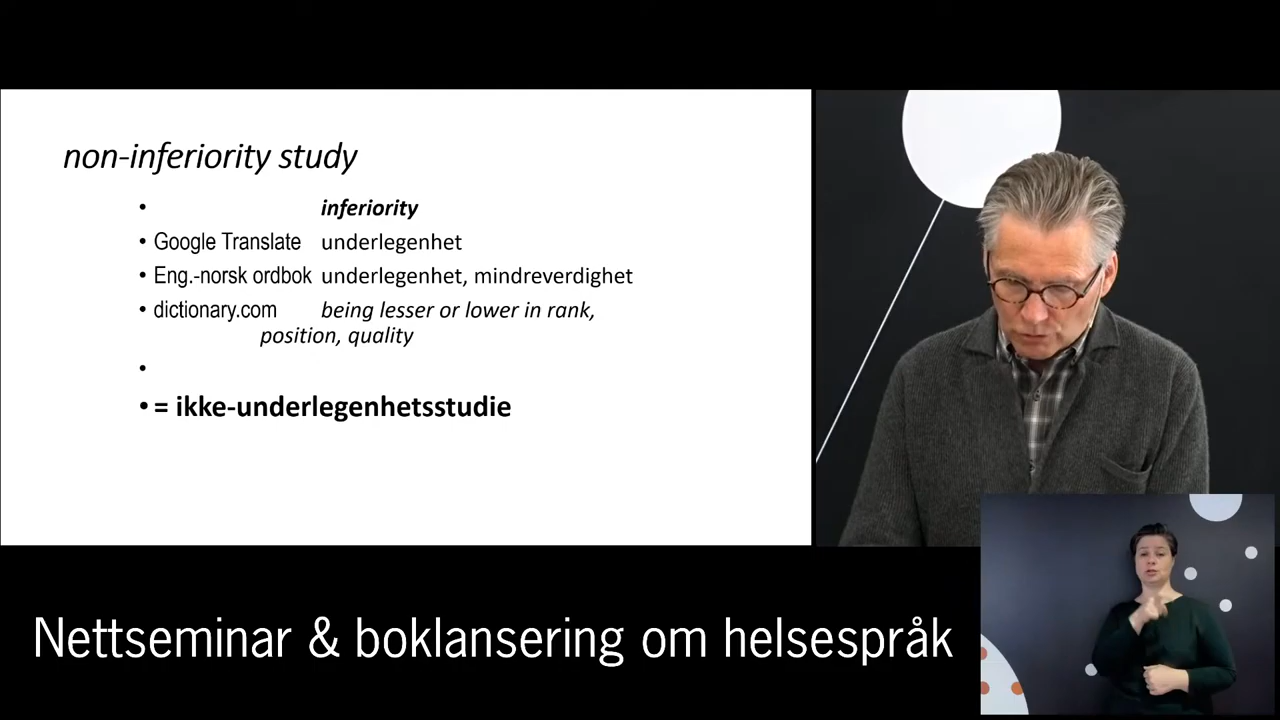 non-inferiority study
• inferiority
• Google Translate underlegenhet
• Eng.-norsk ordbok underlegenhet, mindreverdighet
• dictionary.com being lesser or lower in rank,
position, quality
•
• = ikke-underlegenhetsstudie
Nettseminar & boklansering om helsespråk